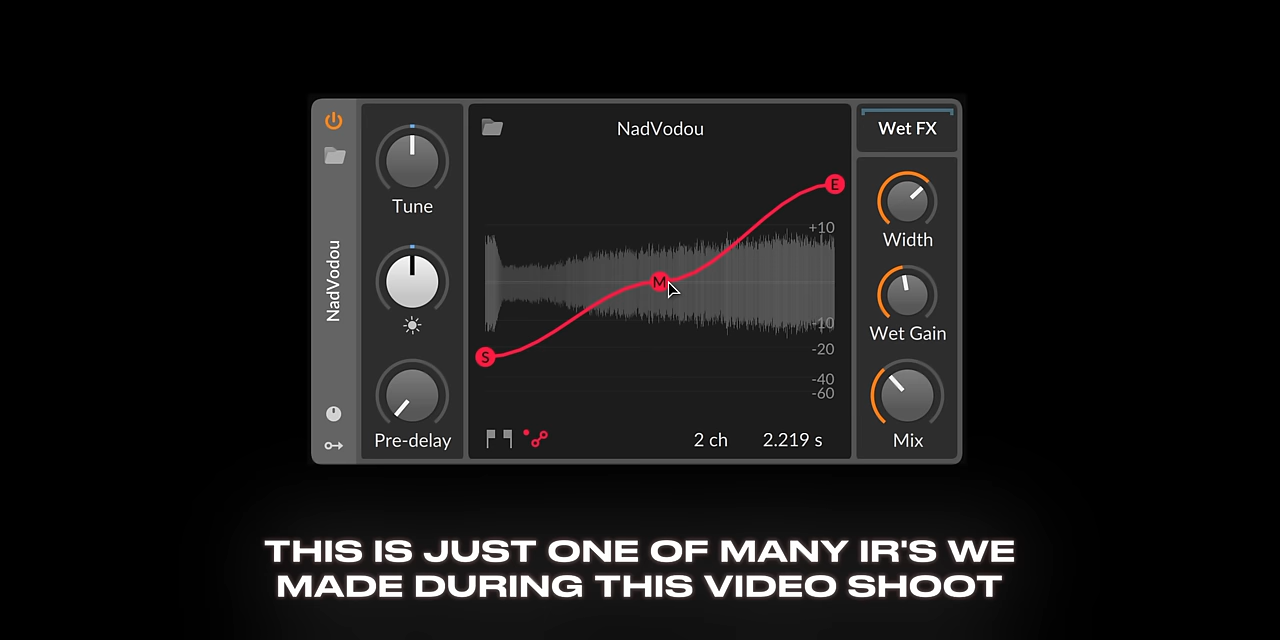 NadVodou
Tune
Pre-delay
NadVodou
S
M
E
+10
-10
-20
-40
-60
2 ch
2.219 s
Wet FX
Width
Wet Gain
Mix
THIS IS JUST ONE OF MANY IR'S WE
MADE DURING THIS VIDEO SHOOT